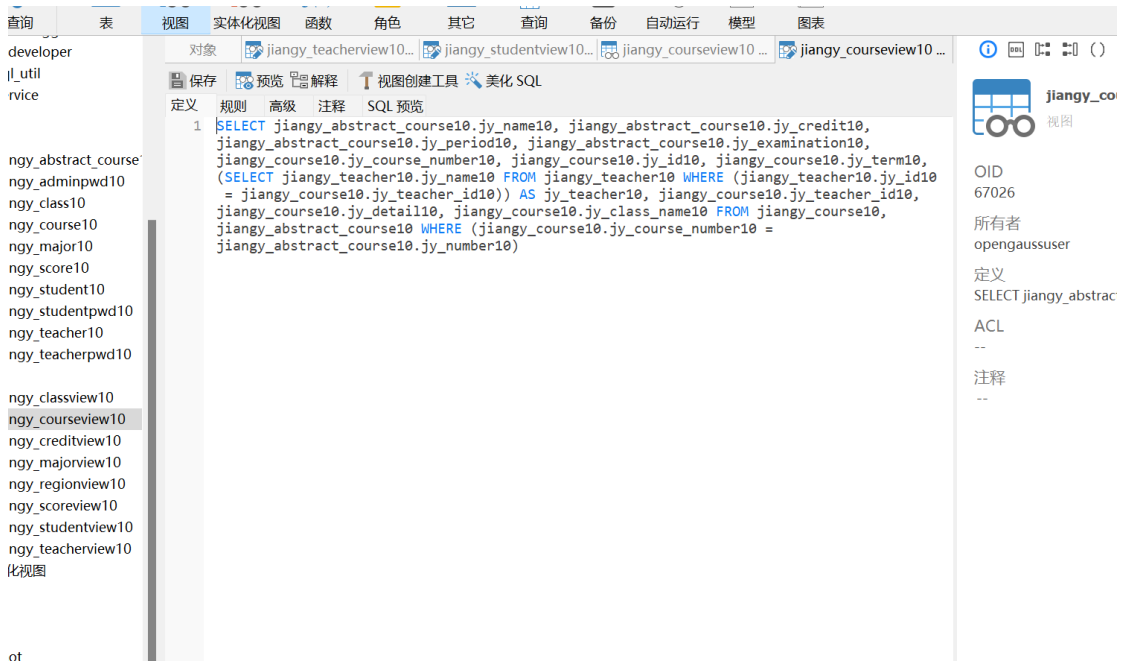 查询 表 视图 实体化视图 函数 角色 其它 查询 备份 自动运行 模型 图表
developer
ql_util
rvice
ngy_abstract_course
ngy_adminpwd10
ngy_class10
ngy_course10
ngy_major10
ngy_score10
ngy_student10
ngy_studentpwd10
ngy_teacher10
ngy_teacherpwd10
ngy_classview10
ngy_courseview10
ngy_creditview10
ngy_majorview10
ngy_regionview10
ngy_scoreview10
ngy_studentview10
ngy_teacherview10
化视图
ot
对象 jiangy_teacherview10... jiangy_studentview10... jiangy_courseview10 ... jiangy_courseview10 ...
保存 预览 解释 视图创建工具 美化 SQL
定义 规则 高级 注释 SQL 预览
1 SELECT jiangy_abstract_course10.jy_name10, jiangy_abstract_course10.jy_credit10,
jiangy_abstract_course10.jy_period10, jiangy_abstract_course10.jy_examination10,
jiangy_course10.jy_course_number10, jiangy_course10.jy_id10, jiangy_course10.jy_term10,
(SELECT jiangy_teacher10.jy_name10 FROM jiangy_teacher10 WHERE (jiangy_teacher10.jy_id10
= jiangy_course10.jy_teacher_id10)) AS jy_teacher10, jiangy_course10.jy_teacher_id10,
jiangy_course10.jy_detail10, jiangy_course10.jy_class_name10 FROM jiangy_course10,
jiangy_abstract_course10 WHERE (jiangy_course10.jy_course_number10 =
jiangy_abstract_course10.jy_number10)
DDL
jiangy_co
视图
OID
67026
所有者
opengaussuser
定义
SELECT jiangy_abstrac
ACL
--
注释
--